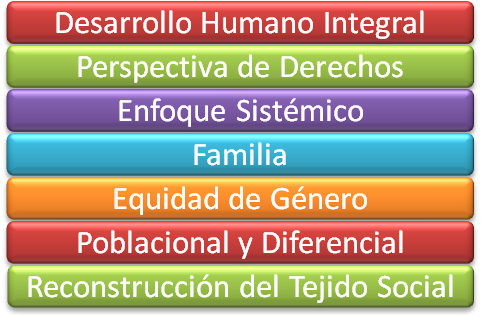 Desarrollo Humano Integral
Perspectiva de Derechos
Enfoque Sistémico
Familia
Equidad de Género
Poblacional y Diferencial
Reconstrucción del Tejido Social